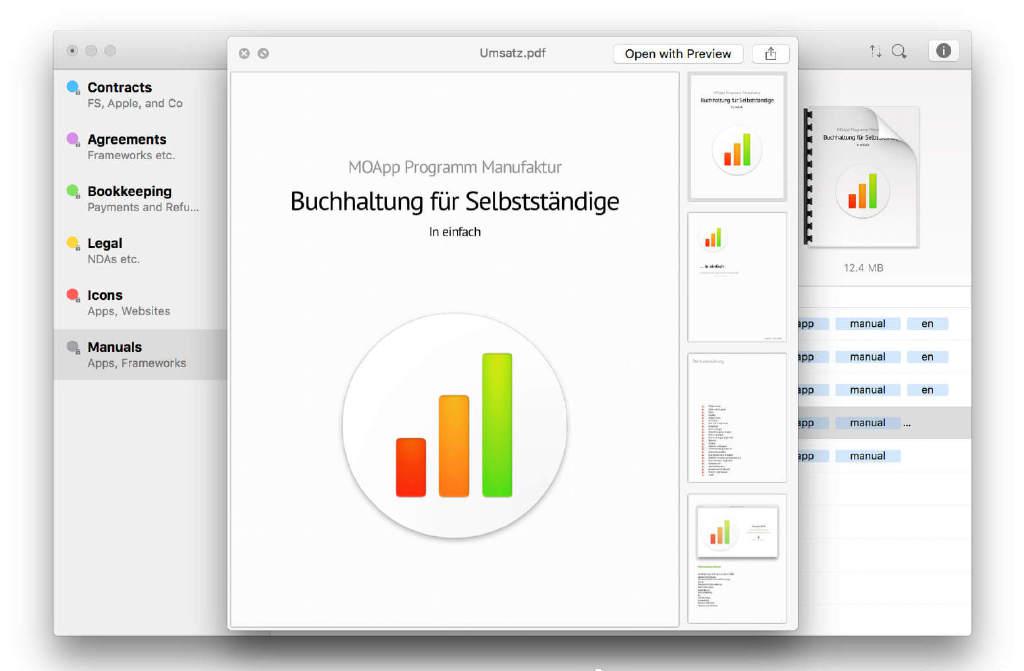 Umsatz.pdf
Open with Preview
Contracts
FS, Apple, and Co
Agreements
Frameworks etc.
Bookkeeping
Payments and Refu...
Legal
NDAs etc.
Icons
Apps, Websites
Manuals
Apps, Frameworks
MOApp Programm Manufaktur
Buchhaltung für Selbstständige
In einfach
MOApp Programm Manufaktur
Buchhaltung für Selbstständige
In einfach
... in einfach
12.4 MB
app manual en
app manual en
app manual en
app manual ...
app manual